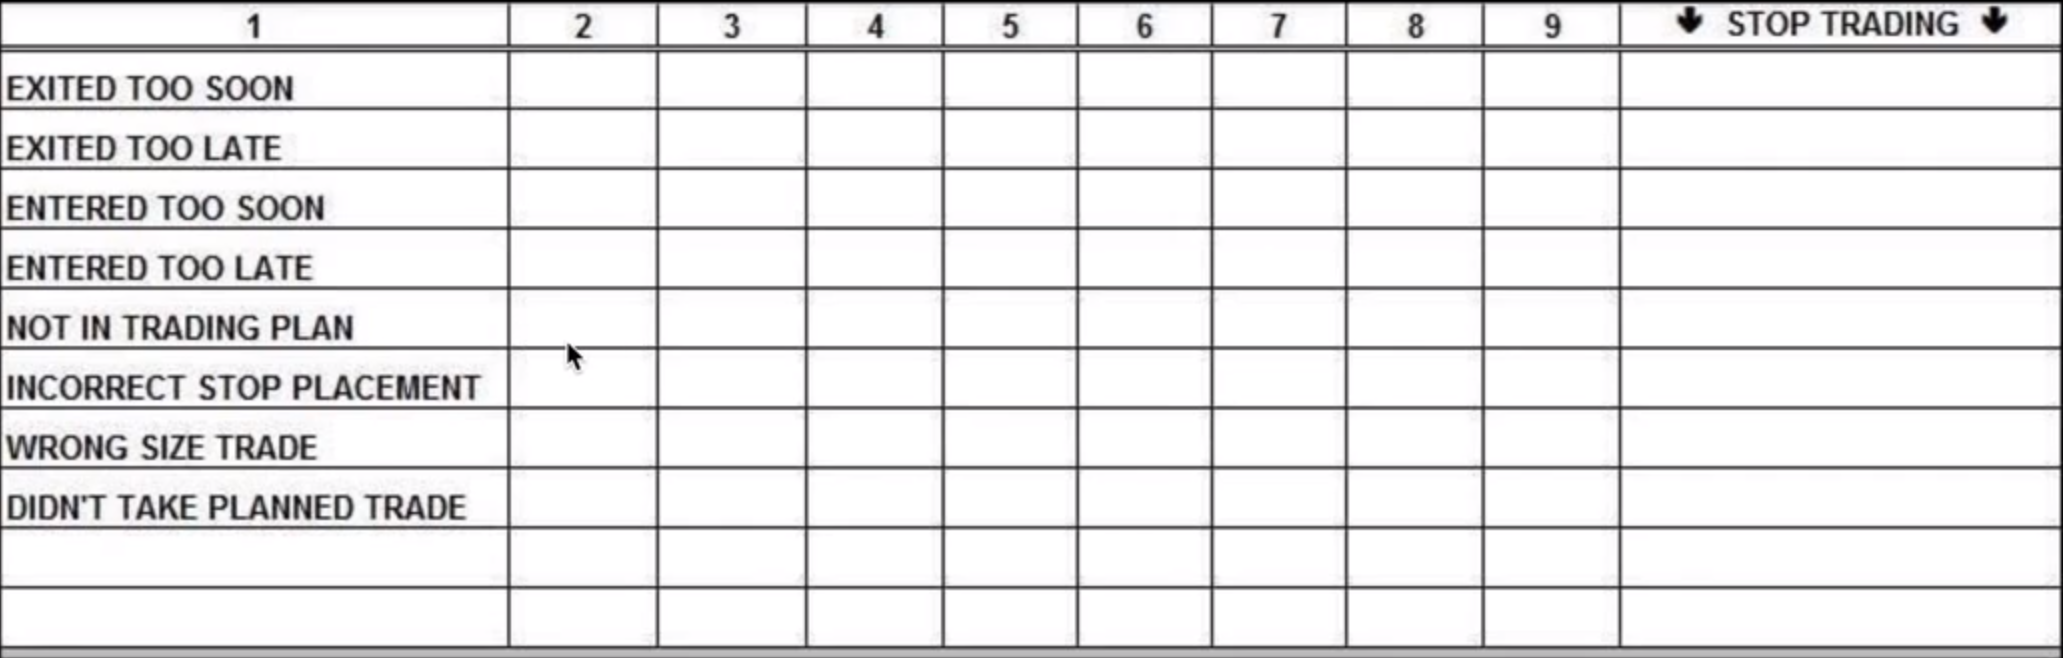 1 2 3 4 5 6 7 8 9 🡇 STOP TRADING 🡇
EXITED TOO SOON
EXITED TOO LATE
ENTERED TOO SOON
ENTERED TOO LATE
NOT IN TRADING PLAN
INCORRECT STOP PLACEMENT
WRONG SIZE TRADE
DIDN'T TAKE PLANNED TRADE